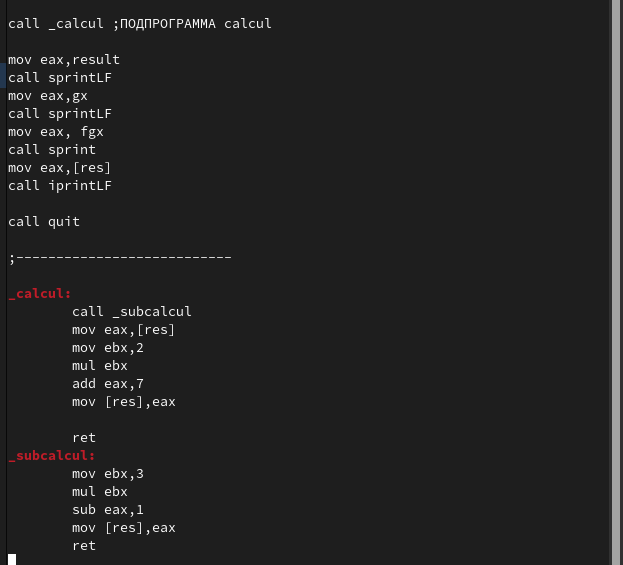 call _calcul ;ПОДПРОГРАММА calcul
mov eax,result
call sprintLF
mov eax,gx
call sprintLF
mov eax, fgx
call sprint
mov eax,[res]
call iprintLF
call quit
;---------------------------
_calcul:
call _subcalcul
mov eax,[res]
mov ebx,2
mul ebx
add eax,7
mov [res],eax
ret
_subcalcul:
mov ebx,3
mul ebx
sub eax,1
mov [res],eax
ret